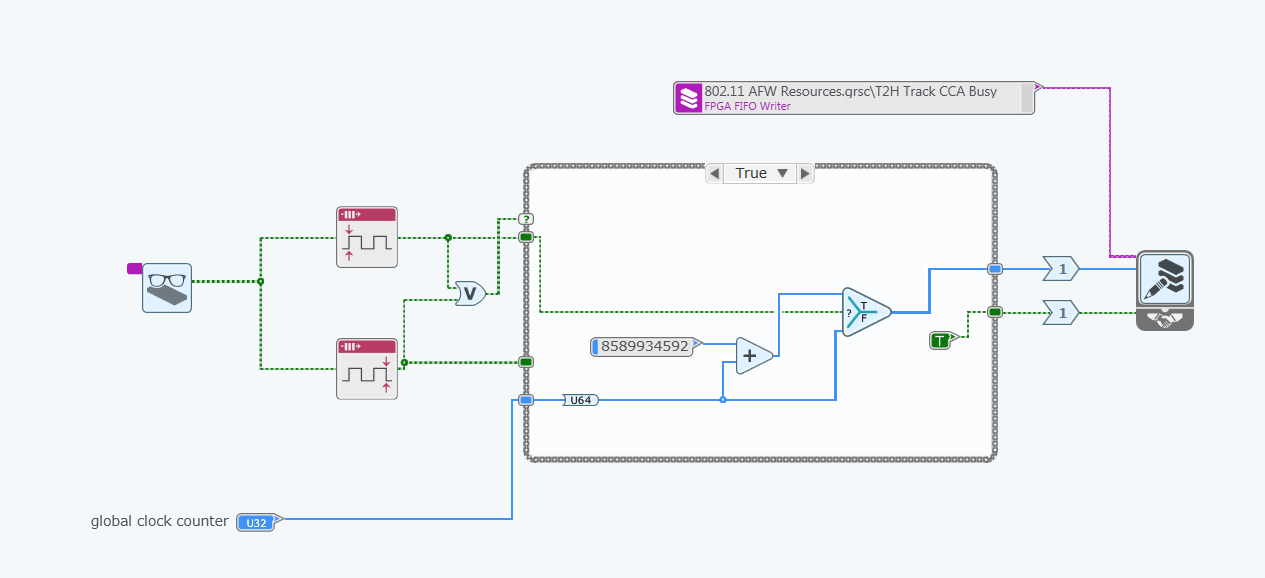 802.11 AFW Resources.grsc\T2H Track CCA Busy
FPGA FIFO Writer
True
?
V
1
T
F
?
8589934592
+
T
1
U64
global clock counter
U32